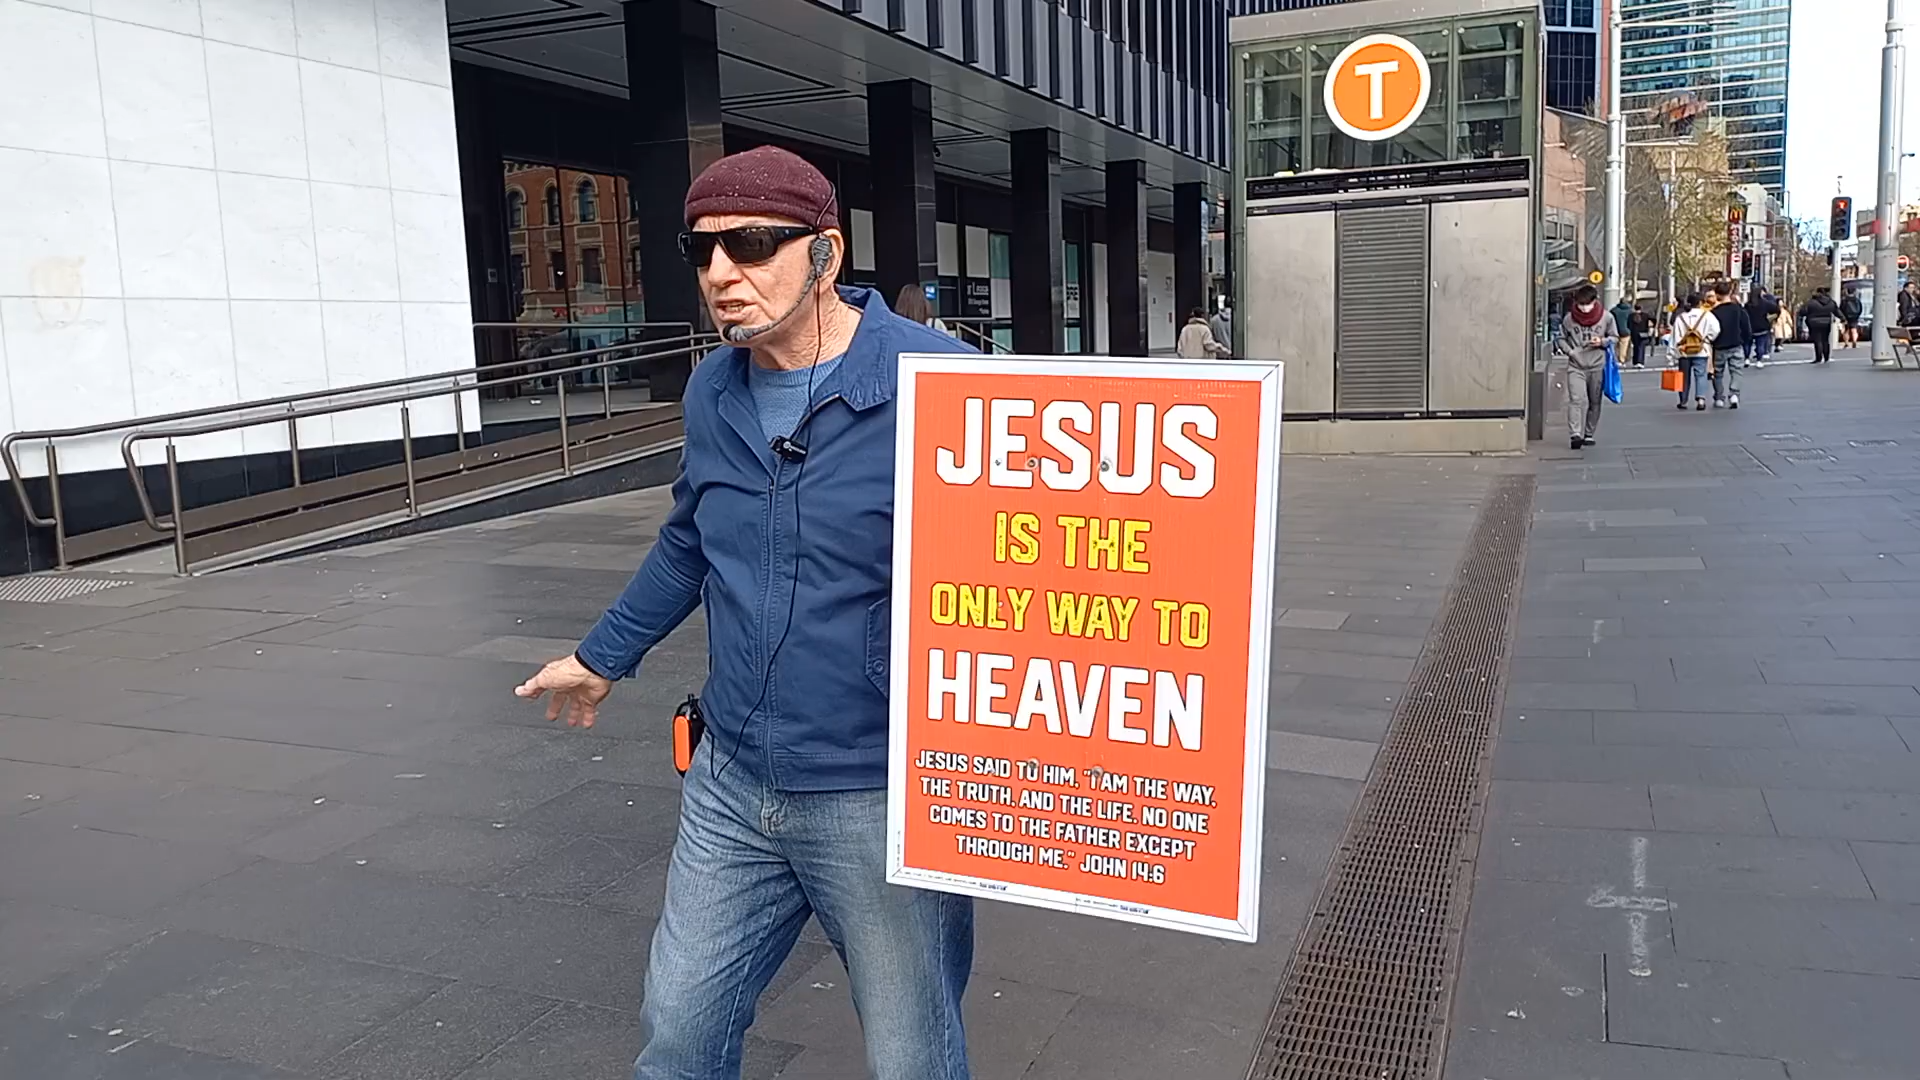 T
JESUS
IS THE
ONLY WAY TO
HEAVEN
JESUS SAID TO HIM, "I AM THE WAY,
THE TRUTH, AND THE LIFE. NO ONE
COMES TO THE FATHER EXCEPT
THROUGH ME." JOHN 14:6